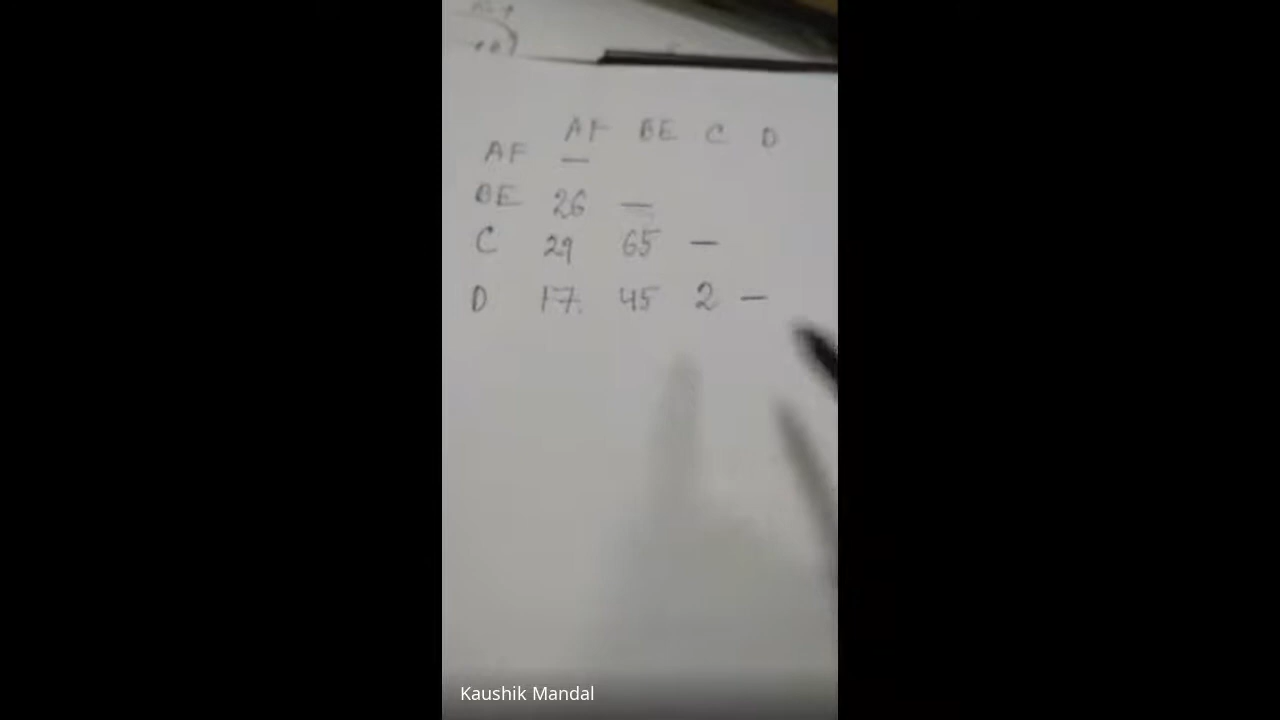 AF BE C D
AF —
BE 26 —
C 29 65 —
D 17. 45 2 —
Kaushik Mandal